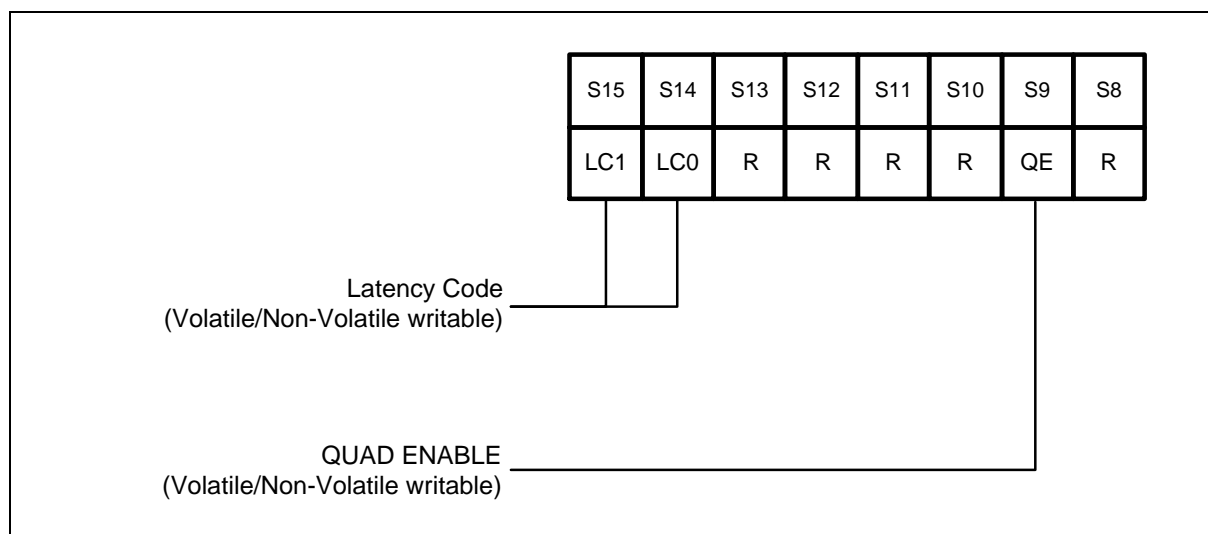 S15 S14 S13 S12 S11 S10 S9 S8
LC1 LC0 R R R R QE R
Latency Code
(Volatile/Non-Volatile writable)
QUAD ENABLE
(Volatile/Non-Volatile writable)